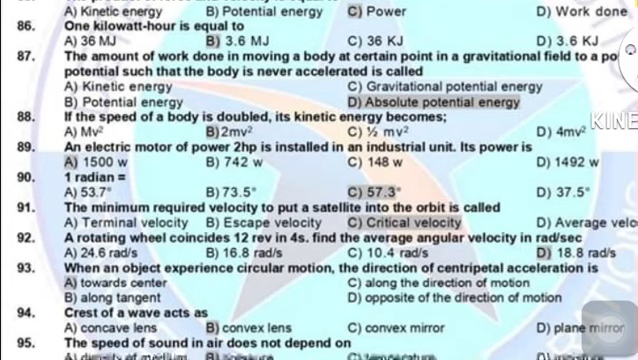 A) Kinetic energy B) Potential energy C) Power D) Work done
86. One kilowatt-hour is equal to
A) 36 MJ B) 3.6 MJ C) 36 KJ D) 3.6 KJ
87. The amount of work done in moving a body at certain point in a gravitational field to a po
potential such that the body is never accelerated is called
A) Kinetic energy C) Gravitational potential energy
B) Potential energy D) Absolute potential energy
88. If the speed of a body is doubled, its kinetic energy becomes;
A) Mv² B) 2mv² C) ½ mv² D) 4mv²
KINE
89. An electric motor of power 2hp is installed in an industrial unit. Its power is
A) 1500 w B) 742 w C) 148 w D) 1492 w
90. 1 radian =
A) 53.7° B) 73.5° C) 57.3° D) 37.5°
91. The minimum required velocity to put a satellite into the orbit is called
A) Terminal velocity B) Escape velocity C) Critical velocity D) Average velo
92. A rotating wheel coincides 12 rev in 4s. find the average angular velocity in rad/sec
A) 24.6 rad/s B) 16.8 rad/s C) 10.4 rad/s D) 18.8 rad/s
93. When an object experience circular motion, the direction of centripetal acceleration is
A) towards center C) along the direction of motion
B) along tangent D) opposite of the direction of motion
94. Crest of a wave acts as
A) concave lens B) convex lens C) convex mirror D) plane mirror
95. The speed of sound in air does not depend on
A) density of medium B) pressure C) temperature